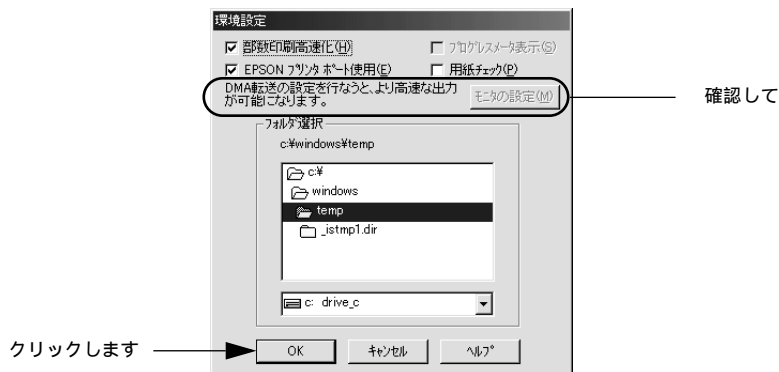 環境設定
部数印刷高速化(H)
プログレスメータ表示(S)
EPSON プリンタ ポート使用(E)
用紙チェック(P)
DMA転送の設定を行なうと、より高速な出力
が可能になります。
モニタの設定(M)
確認して
フォルダ選択
c:¥windows¥temp
c:¥
windows
temp
_istmp1.dir
c: drive_c
クリックします
OK
キャンセル
ヘルプ